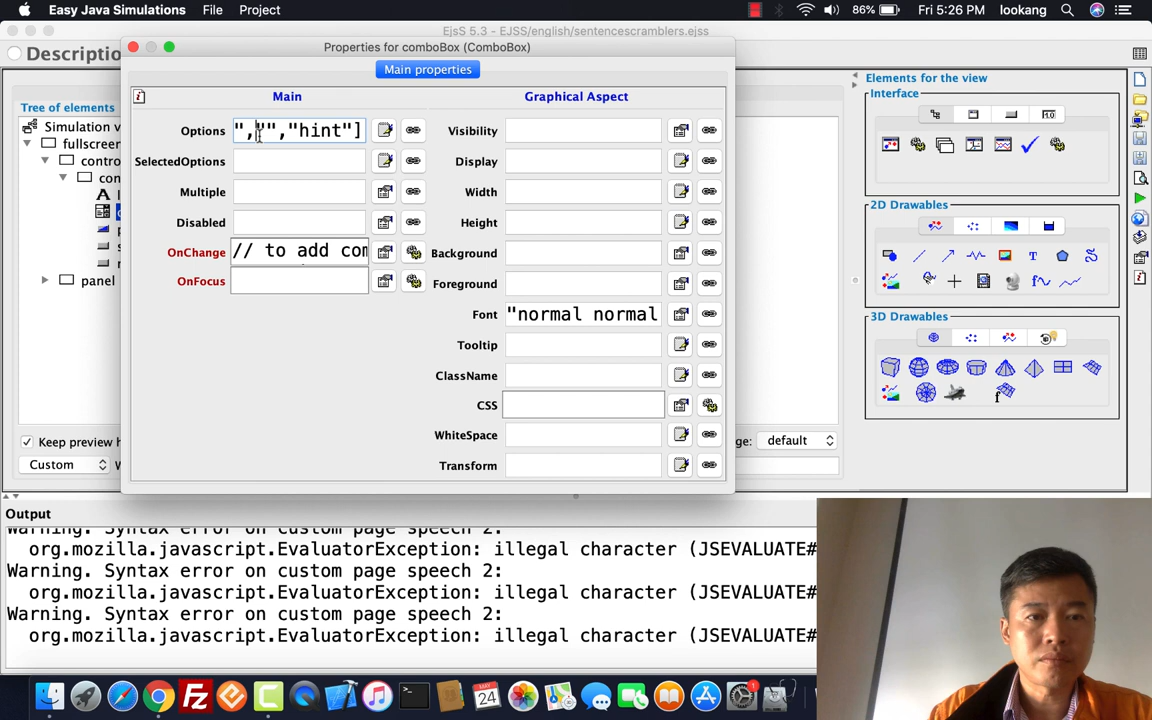 Easy Java Simulations File Project
86% Fri 5:26 PM lookang
EjsS 5.3 - EJSS/english/sentencescramblers.ejss
Descriptio
Properties for comboBox (ComboBox)
Main properties
Main
Graphical Aspect
Options ","","hint"]
SelectedOptions
Multiple
Disabled
OnChange // to add com
OnFocus
Visibility
Display
Width
Height
Background
Foreground
Font "normal normal
Tooltip
ClassName
CSS
WhiteSpace
Transform
Tree of elements
Simulation v
fullscreen
contro
con
panel
Keep preview h
Custom
ge: default
Elements for the view
Interface
2D Drawables
3D Drawables
Output
Warning. Syntax error on custom page speech 2:
org.mozilla.javascript.EvaluatorException: illegal character (JSEVALUATE#
Warning. Syntax error on custom page speech 2:
org.mozilla.javascript.EvaluatorException: illegal character (JSEVALUATE#
Warning. Syntax error on custom page speech 2:
org.mozilla.javascript.EvaluatorException: illegal character (JSEVALUATE#